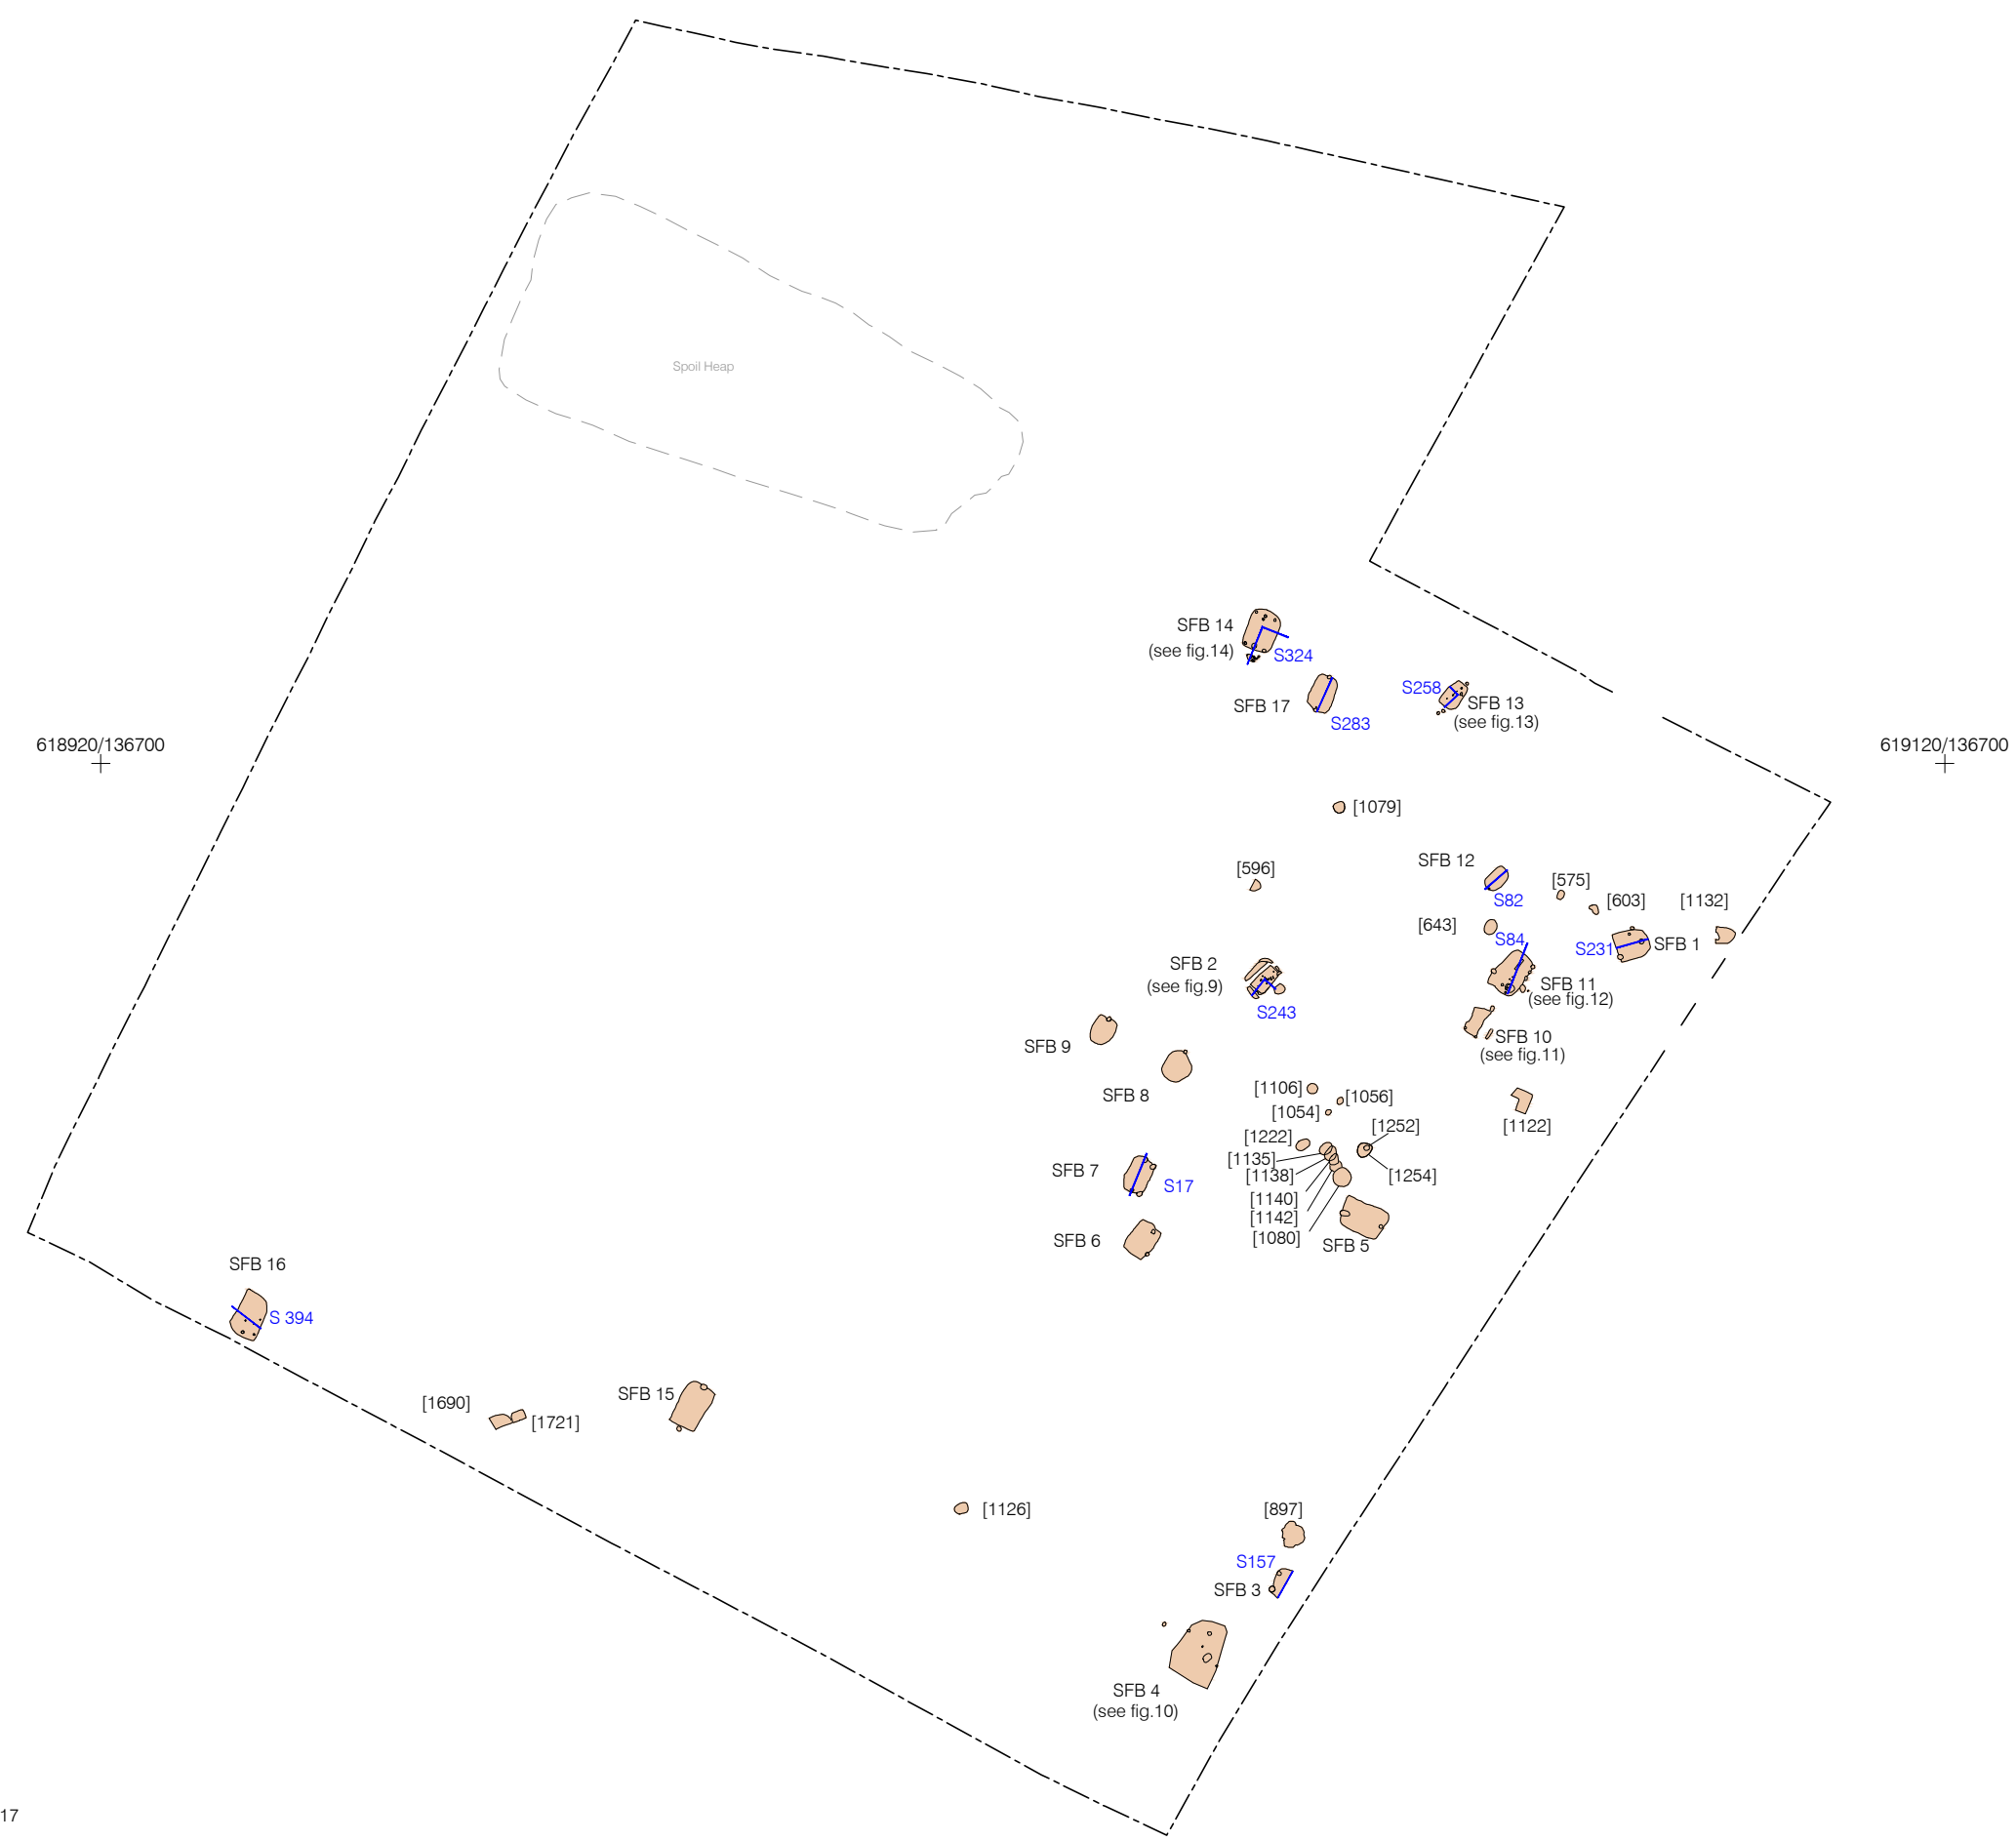 Spoil Heap
SFB 14
(see fig.14)
S324
SFB 17
S283
S258
SFB 13
(see fig.13)
618920/136700
619120/136700
[1079]
[596]
SFB 12
S82
[575]
[603]
[1132]
[643]
S84
S231
SFB 1
SFB 2
(see fig.9)
S243
SFB 11
(see fig.12)
SFB 9
SFB 10
(see fig.11)
SFB 8
[1106]
[1056]
[1054]
[1122]
[1252]
[1222]
[1135]
[1138]
[1254]
[1140]
[1142]
[1080]
SFB 7
S17
SFB 6
SFB 5
SFB 16
S 394
[1690]
[1721]
SFB 15
[1126]
[897]
S157
SFB 3
SFB 4
(see fig.10)
17